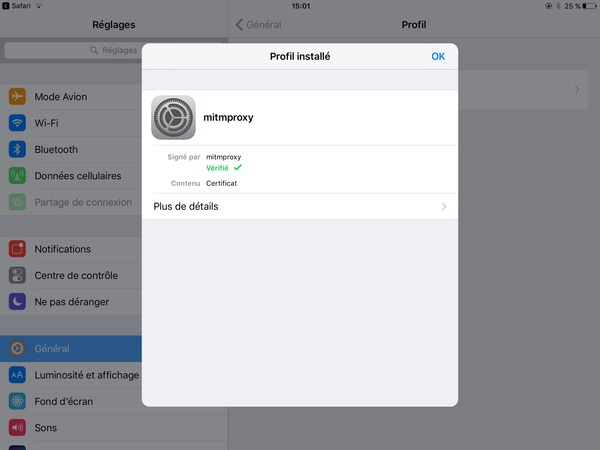 Safari
15:01
25 %
Réglages
Général
Profil
Réglages
Profil installé
OK
mitmproxy
Signé par mitmproxy
Vérifié
Contenu Certificat
Plus de détails
Mode Avion
Wi-Fi
Bluetooth
Données cellulaires
Partage de connexion
Notifications
Centre de contrôle
Ne pas déranger
Général
AA Luminosité et affichage
Fond d'écran
Sons